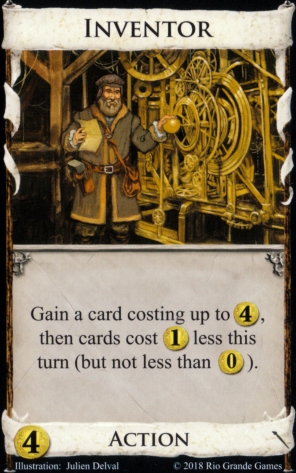 INVENTOR
Gain a card costing up to 4,
then cards cost 1 less this
turn (but not less than 0).
4
ACTION
Illustration: Julien Delval © 2018 Rio Grande Games